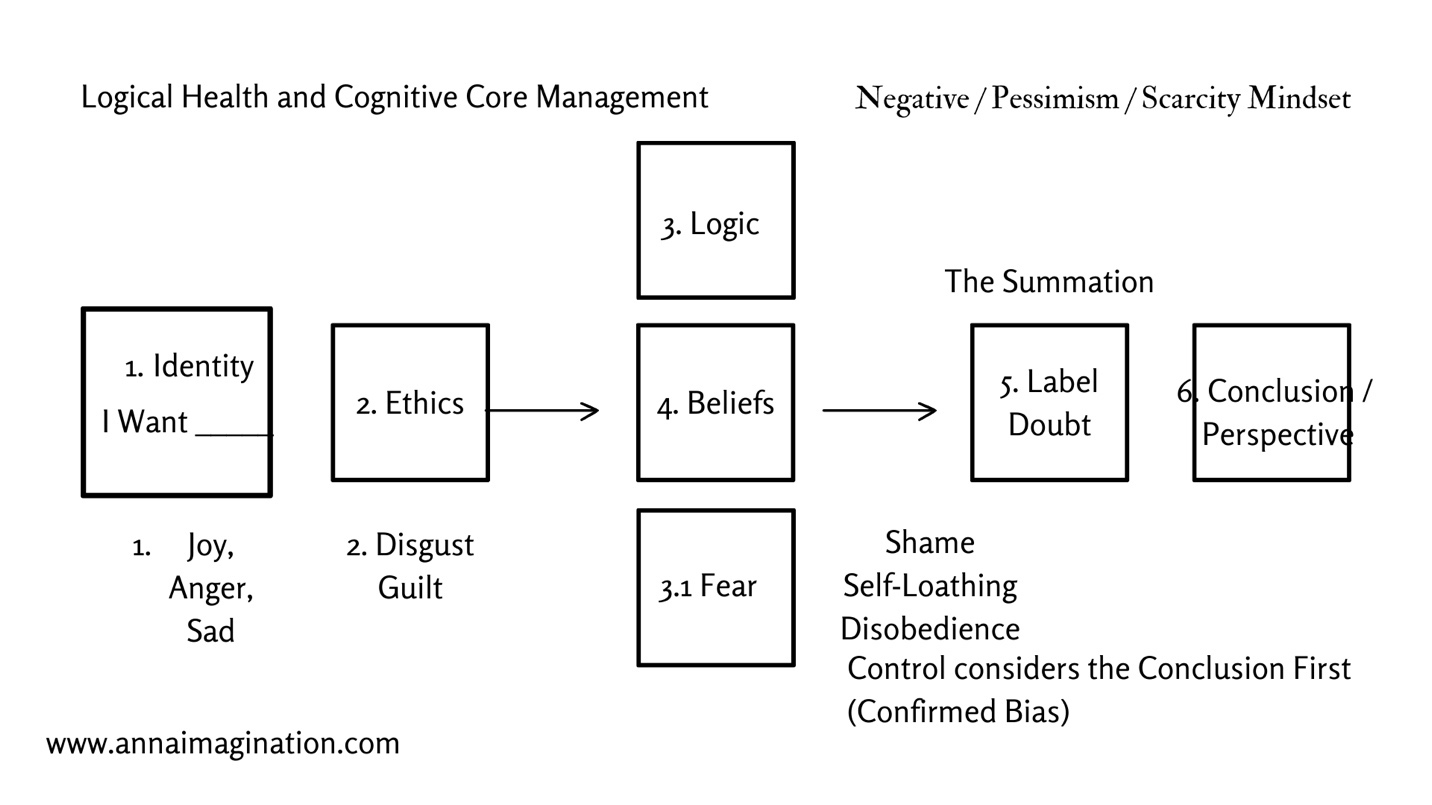 Logical Health and Cognitive Core Management
Negative / Pessimism / Scarcity Mindset
3. Logic
The Summation
1. Identity
I Want _____
2. Ethics
4. Beliefs
5. Label
Doubt
6. Conclusion /
Perspective
1. Joy,
Anger,
Sad
2. Disgust
Guilt
3.1 Fear
Shame
Self-Loathing
Disobedience
Control considers the Conclusion First
(Confirmed Bias)
www.annaimagination.com